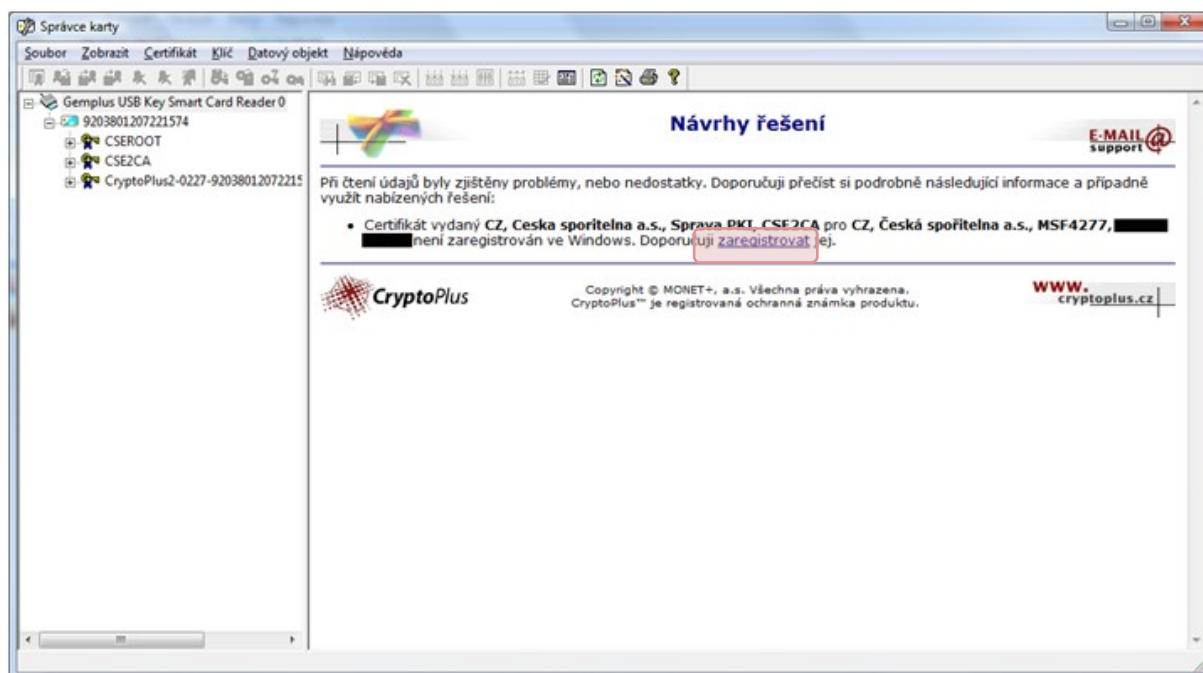 Správce karty
Soubor Zobrazit Certifikát Klíč Datový objekt Nápověda
Gemplus USB Key Smart Card Reader 0
9203801207221574
CSEROOT
CSE2CA
CryptoPlus2-0227-92038012072215
Návrhy řešení
E-MAIL @
support
Při čtení údajů byly zjištěny problémy, nebo nedostatky. Doporučuji přečíst si podrobně následující informace a případně
využít nabízených řešení:
• Certifikát vydaný CZ, Ceska sporitelna a.s., Sprava PKI, CSE2CA pro CZ, Česká spořitelna a.s., MSF4277,
není zaregistrován ve Windows. Doporučuji zaregistrovat jej.
CryptoPlus
Copyright © MONET+, a.s. Všechna práva vyhrazena.
CryptoPlus™ je registrovaná ochranná známka produktu.
www.
cryptoplus.cz